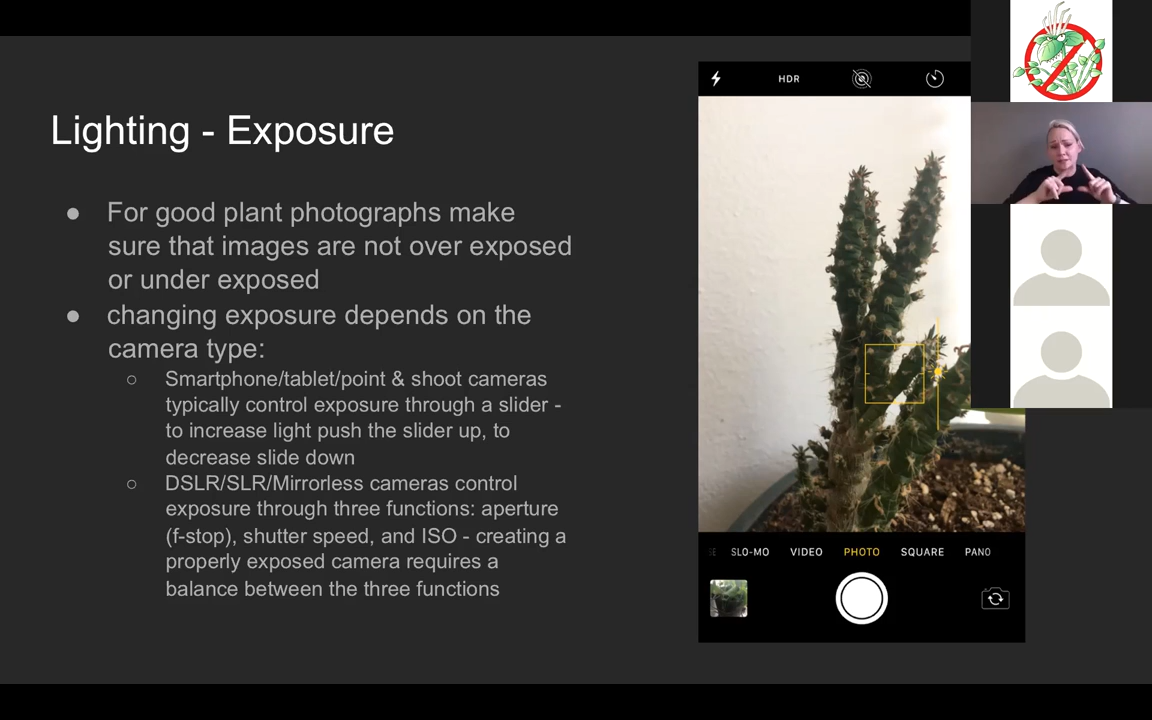 Lighting - Exposure
● For good plant photographs make
sure that images are not over exposed
or under exposed
● changing exposure depends on the
camera type:
○ Smartphone/tablet/point & shoot cameras
typically control exposure through a slider -
to increase light push the slider up, to
decrease slide down
○ DSLR/SLR/Mirrorless cameras control
exposure through three functions: aperture
(f-stop), shutter speed, and ISO - creating a
properly exposed camera requires a
balance between the three functions
HDR
SLO-MO VIDEO PHOTO SQUARE PANO